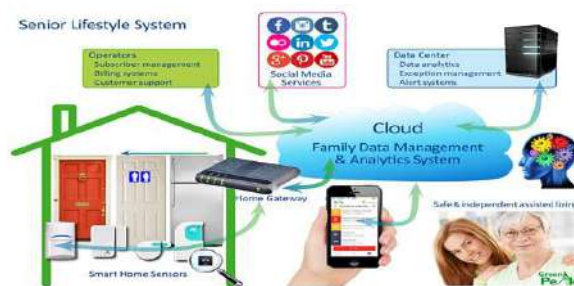 Senior Lifestyle System
Operators
Subscriber management
Billing systems
Customer support
Social Media
Services
Data Center
Data analytics
Exception management
Alert systems
Cloud
Family Data Management
& Analytics System
Home Gateway
Smart Home Sensors
Safe & independent assisted living